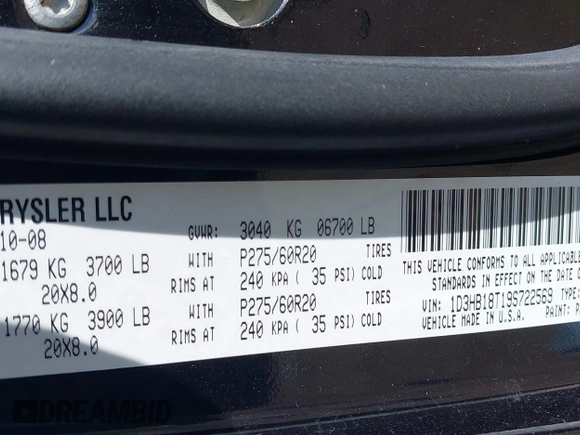 RYSLER LLC
10-08 GVWR: 3040 KG 06700 LB
1679 KG 3700 LB WITH P275/60R20 TIRES
20X8.0 RIMS AT 240 KPA ( 35 PSI) COLD
1770 KG 3900 LB WITH P275/60R20 TIRES
20X8.0 RIMS AT 240 KPA ( 35 PSI) COLD
THIS VEHICLE CONFORMS TO ALL
STANDARDS IN EFFECT ON
VIN: 1D3HB18T19S722569 TYPE:
VEHICLE MADE IN U.S.A. PAINT: P
DREAMBID